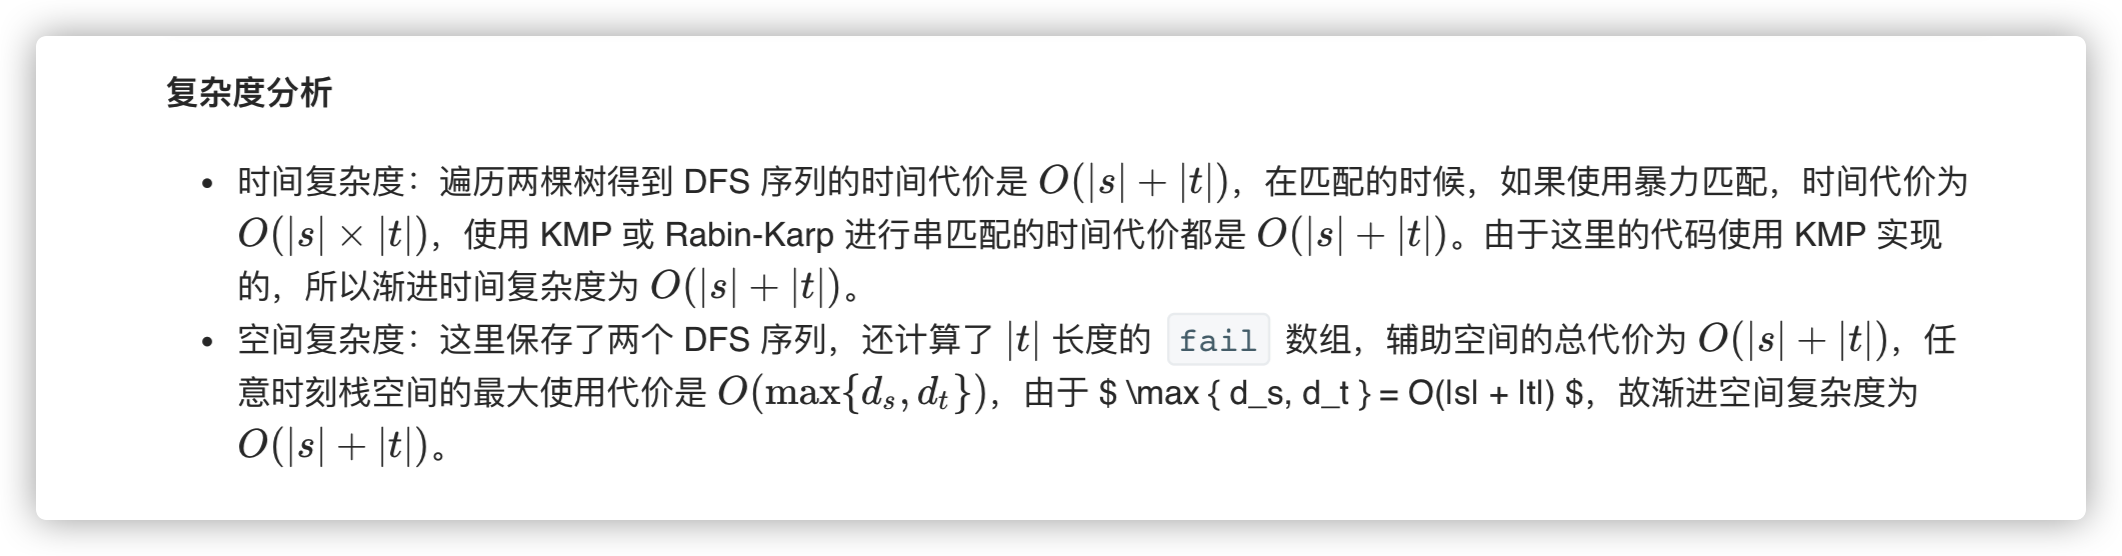 复杂度分析
• 时间复杂度：遍历两棵树得到 DFS 序列的时间代价是 O(|s| + |t|)，在匹配的时候，如果使用暴力匹配，时间代价为
O(|s| × |t|)，使用 KMP 或 Rabin-Karp 进行串匹配的时间代价都是 O(|s| + |t|)。由于这里的代码使用 KMP 实现
的，所以渐进时间复杂度为 O(|s| + |t|)。
• 空间复杂度：这里保存了两个 DFS 序列，还计算了 |t| 长度的 fail 数组，辅助空间的总代价为 O(|s| + |t|)，任
意时刻栈空间的最大使用代价是 O(max{d_s, d_t})，由于 $ \max { d_s, d_t } = O(|s| + |t|) $，故渐进空间复杂度为
O(|s| + |t|)。